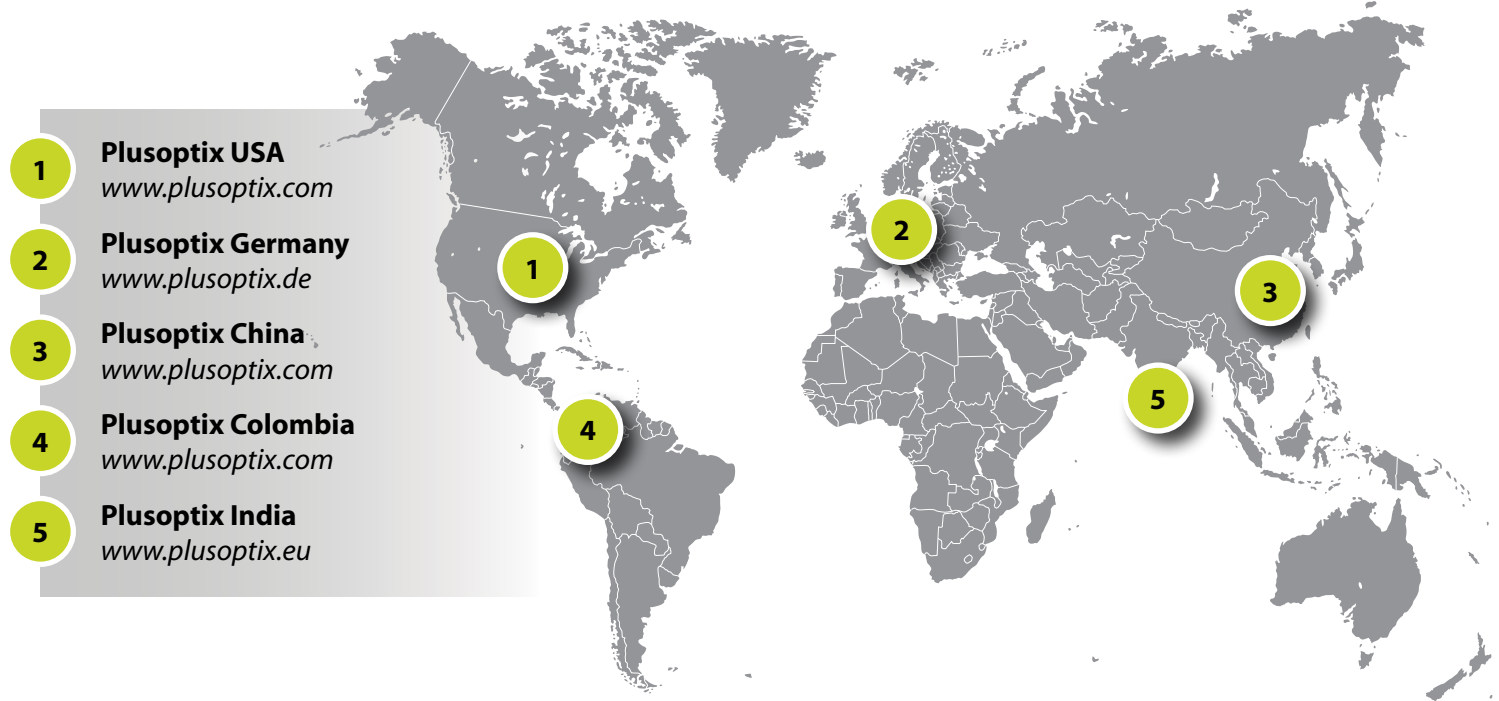 1
Plusoptix USA
www.plusoptix.com
2
Plusoptix Germany
www.plusoptix.de
3
Plusoptix China
www.plusoptix.com
4
Plusoptix Colombia
www.plusoptix.com
5
Plusoptix India
www.plusoptix.eu
1
2
3
4
5